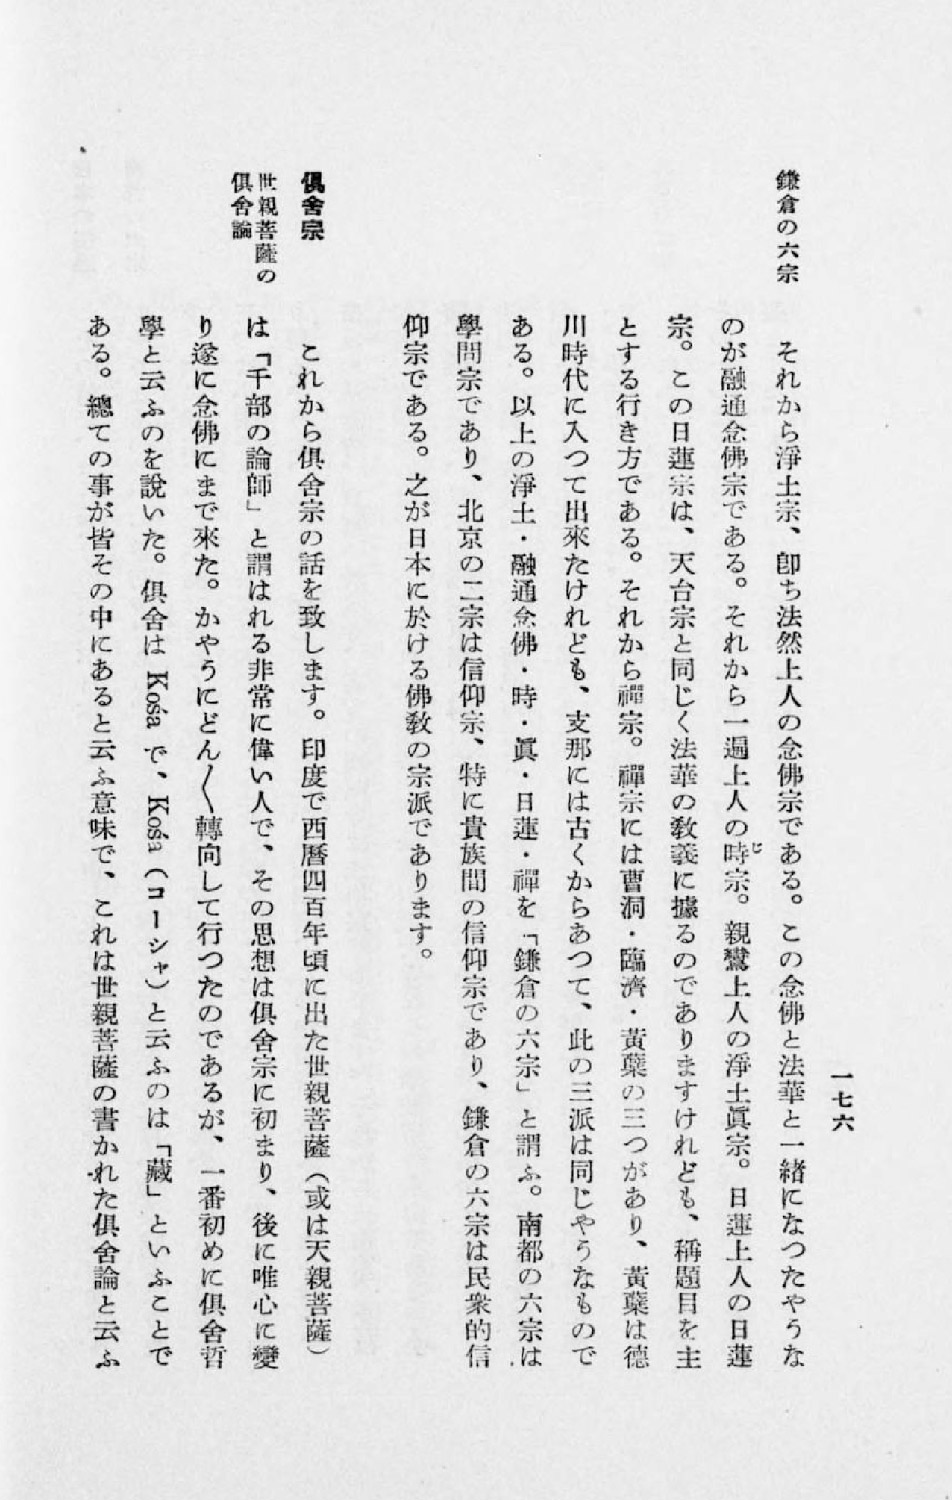 一七六
鎌倉の六宗
それから淨土宗、卽ち法然上人の念佛宗である。この念佛と法華と一緒になつたやうな
のが融通念佛宗である。それから一遍上人の時宗。親鸞上人の淨土眞宗。日蓮上人の日蓮
じ
宗。この日蓮宗は、天台宗と同じく法華の敎義に據るのでありますけれども、稱題目を主
とする行き方である。それから禪宗。禪宗には曹洞・臨濟・黃葉の三つがあり、黃葉は德
川時代に入つて出來たけれども、支那には古くからあつて、此の三派は同じやうなもので
ある。以上の淨土・融通念佛・時・眞・日蓮・禪を「鎌倉の六宗」と謂ふ。南都の六宗は
學問宗であり、北京の二宗は信仰宗、特に貴族間の信仰宗であり、鎌倉の六宗は民衆的信
仰宗である。之が日本に於ける佛敎の宗派であります。
俱舍宗
世親菩薩の
俱舍論
これから俱舍宗の話を致します。印度で西曆四百年頃に出た世親菩薩（或は天親菩薩）
は「千部の論師」と謂はれる非常に偉い人で、その思想は俱舍宗に初まり、後に唯心に變
り遂に念佛にまで來た。かやうにどん〱轉向して行つたのであるが、一番初めに俱舍哲
學と云ふのを說いた。俱舍は Kośa で、Kośa（コーシャ）と云ふのは「藏」といふことで
ある。總ての事が皆その中にあると云ふ意味で、これは世親菩薩の書かれた俱舍論と云ふ